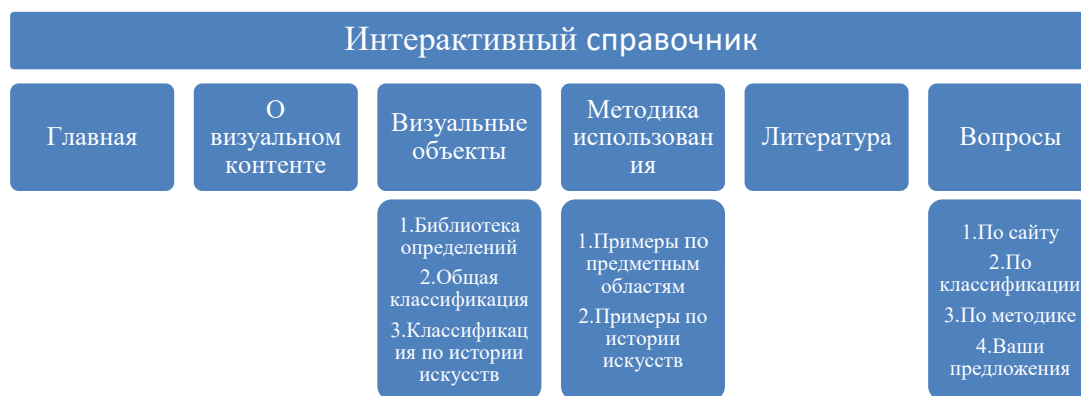 Интерактивный справочник
Главная
О
визуальном
контенте
Визуальные
объекты
Методика
использован
ия
Литература
Вопросы
1.Библиотека
определений
2.Общая
классификация
3.Классификац
ия по истории
искусств
1.Примеры по
предметным
областям
2.Примеры по
истории
искусств
1.По сайту
2.По
классификации
3.По методике
4.Ваши
предложения